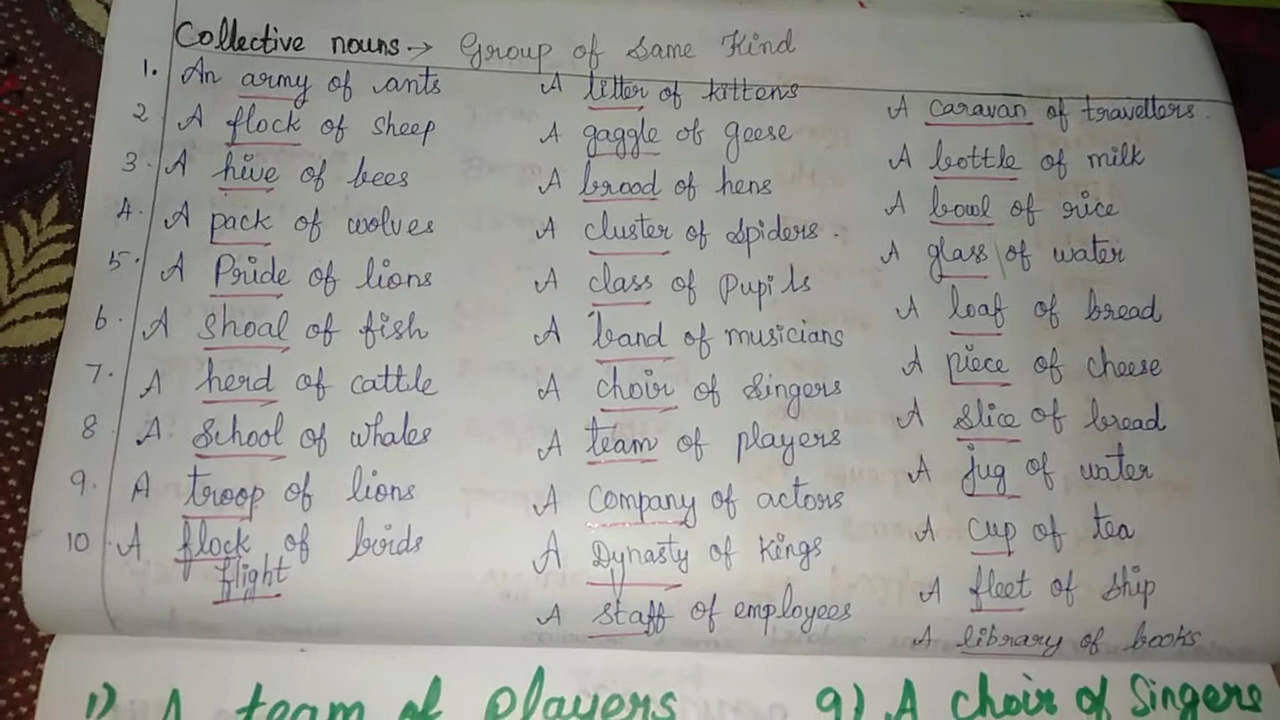 Collective nouns → Group of Same Kind
1. An army of ants
2 A flock of sheep
3. A hive of bees
4. A pack of wolves
5. A Pride of lions
6. A shoal of fish
7. A herd of cattle
8 A School of whales
9. A troop of lions
10. A flock of birds
flight
A litter of kittens
A gaggle of geese
A brood of hens
A cluster of spiders.
A class of Pupils
A band of musicians
A choir of Singers
A team of players
A Company of actors
A Dynasty of Kings
A staff of employees
A caravan of travellers.
A bottle of milk
A bowl of rice
A glass of water
A loaf of bread
A piece of cheese
A slice of bread
A jug of water
A cup of tea
A fleet of ship
A library of books
1) A team of players
9) A choir of Singers